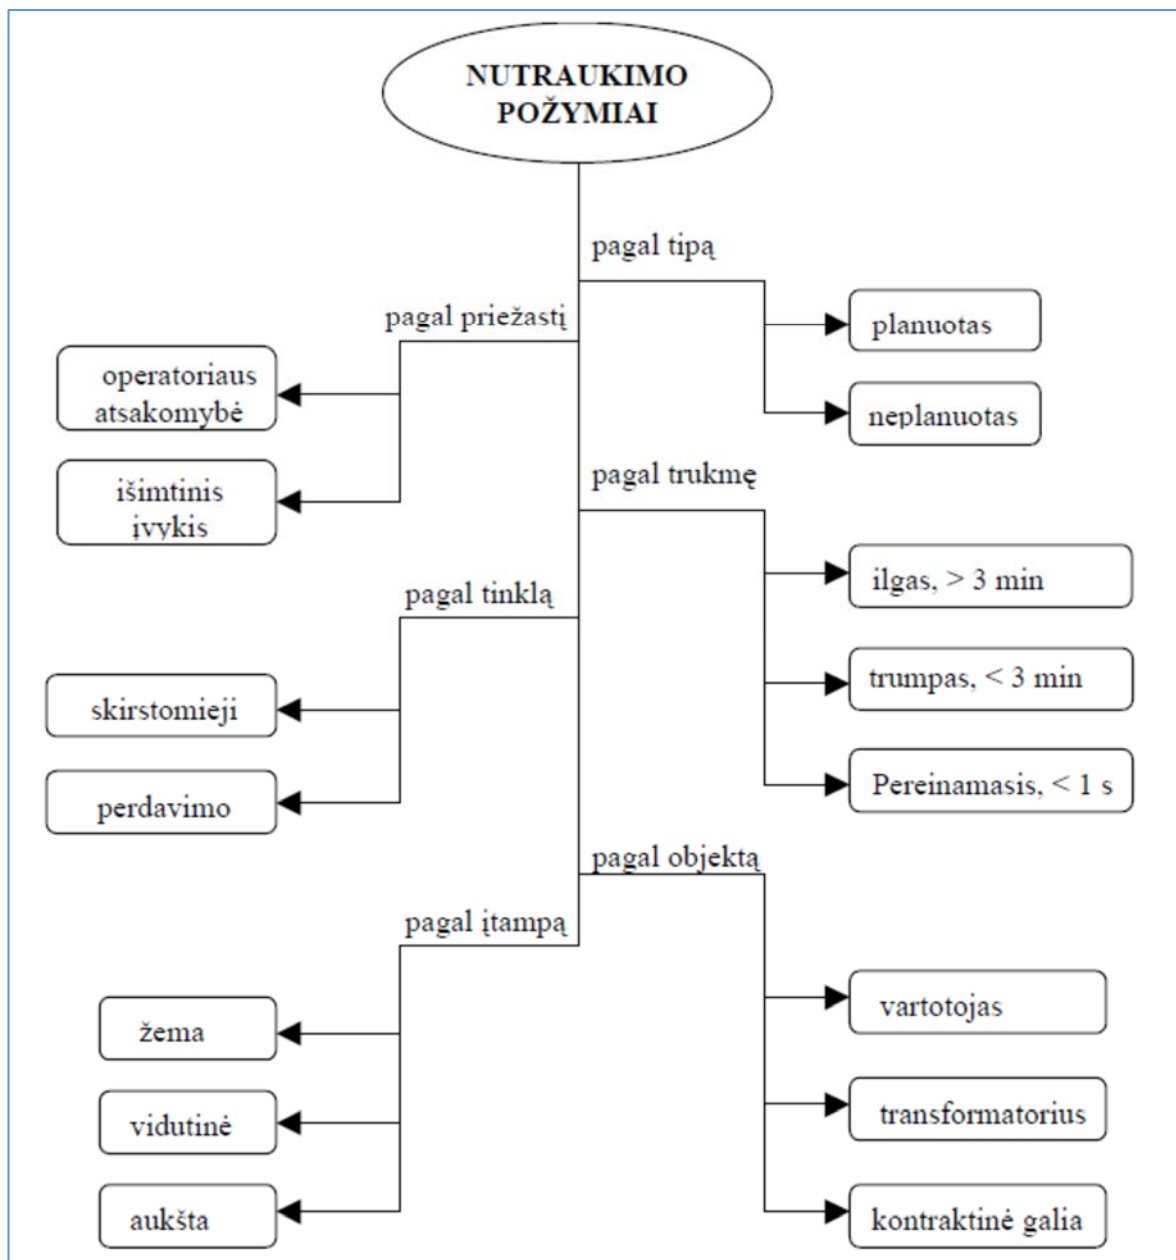 NUTRAUKIMO
POŽYMIAI
pagal tipą
planuotas
neplanuotas
pagal priežastį
operatoriaus
atsakomybė
išimtinis
įvykis
pagal trukmę
ilgas, > 3 min
trumpas, < 3 min
Pereinamasis, < 1 s
pagal tinklą
skirstomieji
perdavimo
pagal objektą
vartotojas
transformatorius
kontraktinė galia
pagal įtampą
žema
vidutinė
aukšta